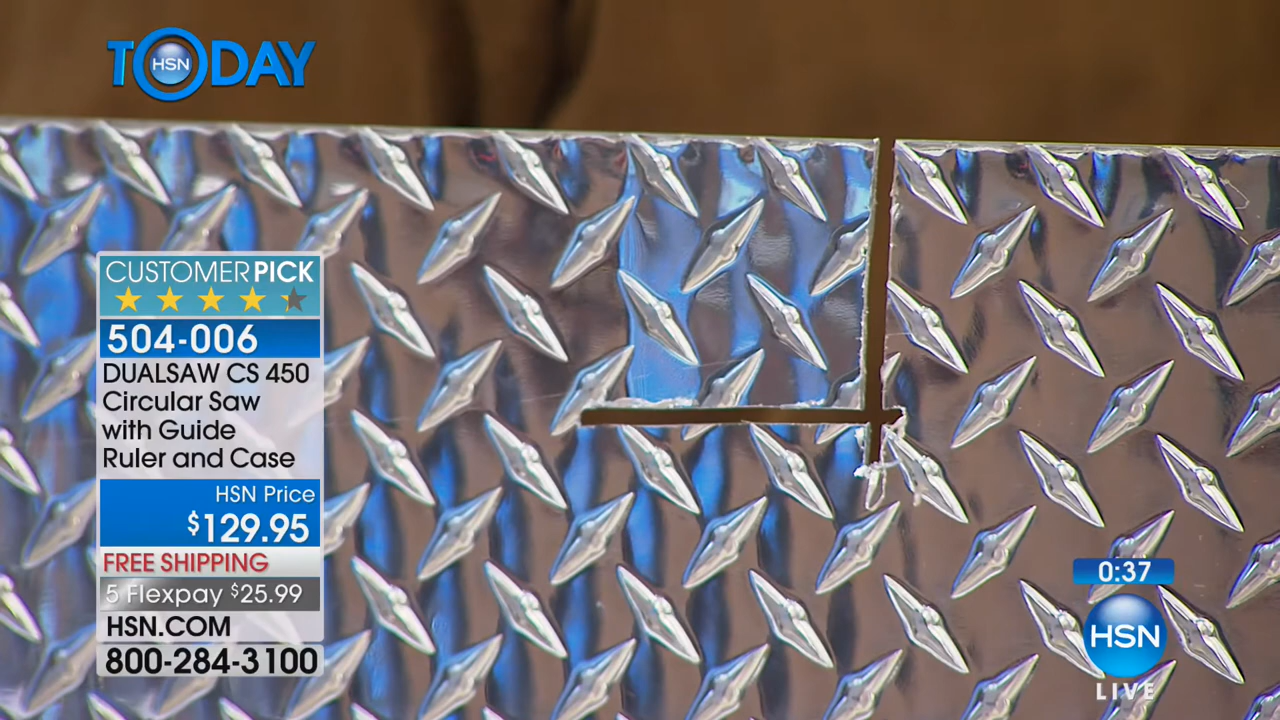 TODAY
HSN
CUSTOMER PICK
504-006
DUALSAW CS 450
Circular Saw
with Guide
Ruler and Case
HSN Price
$129.95
FREE SHIPPING
5 Flexpay $25.99
HSN.COM
800-284-3100
0:37
HSN
LIVE